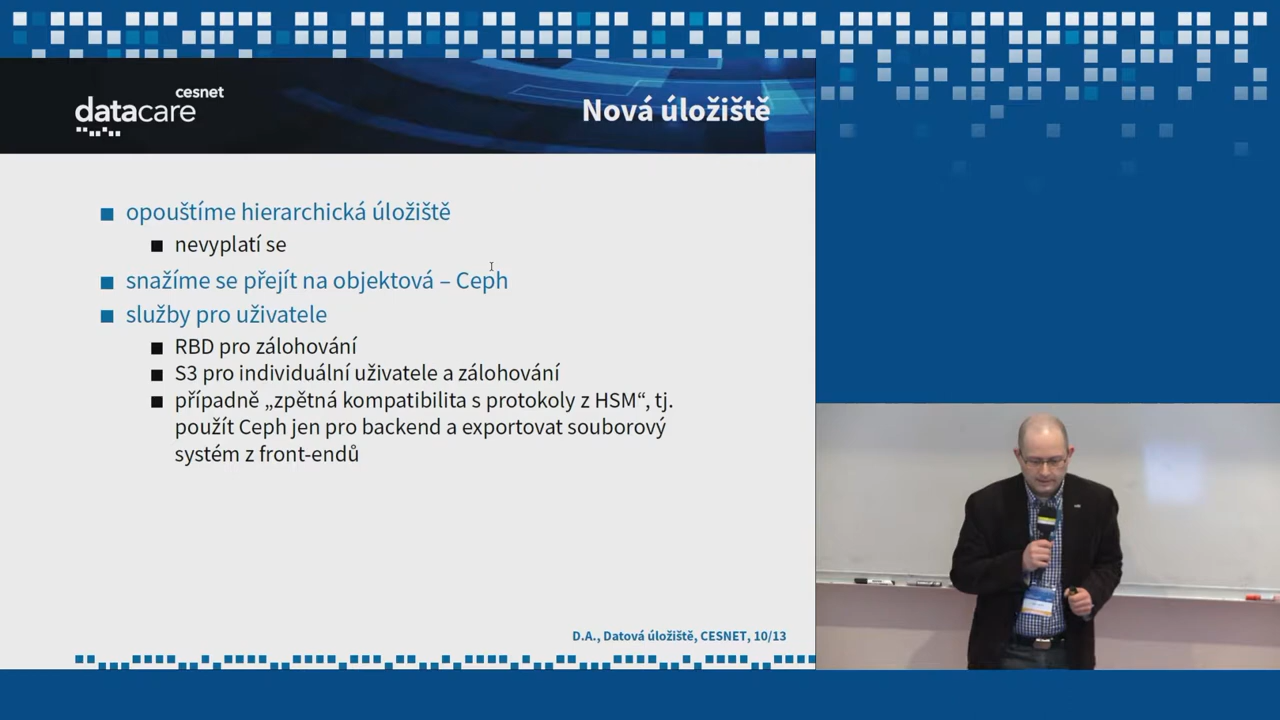 cesnet
datacare
Nová úložiště
opouštíme hierarchická úložiště
nevyplatí se
snažíme se přejít na objektová – Ceph
služby pro uživatele
RBD pro zálohování
S3 pro individuální uživatele a zálohování
případně „zpětná kompatibilita s protokoly z HSM“, tj.
použít Ceph jen pro backend a exportovat souborový
systém z front-endů
D.A., Datová úložiště, CESNET, 10/13